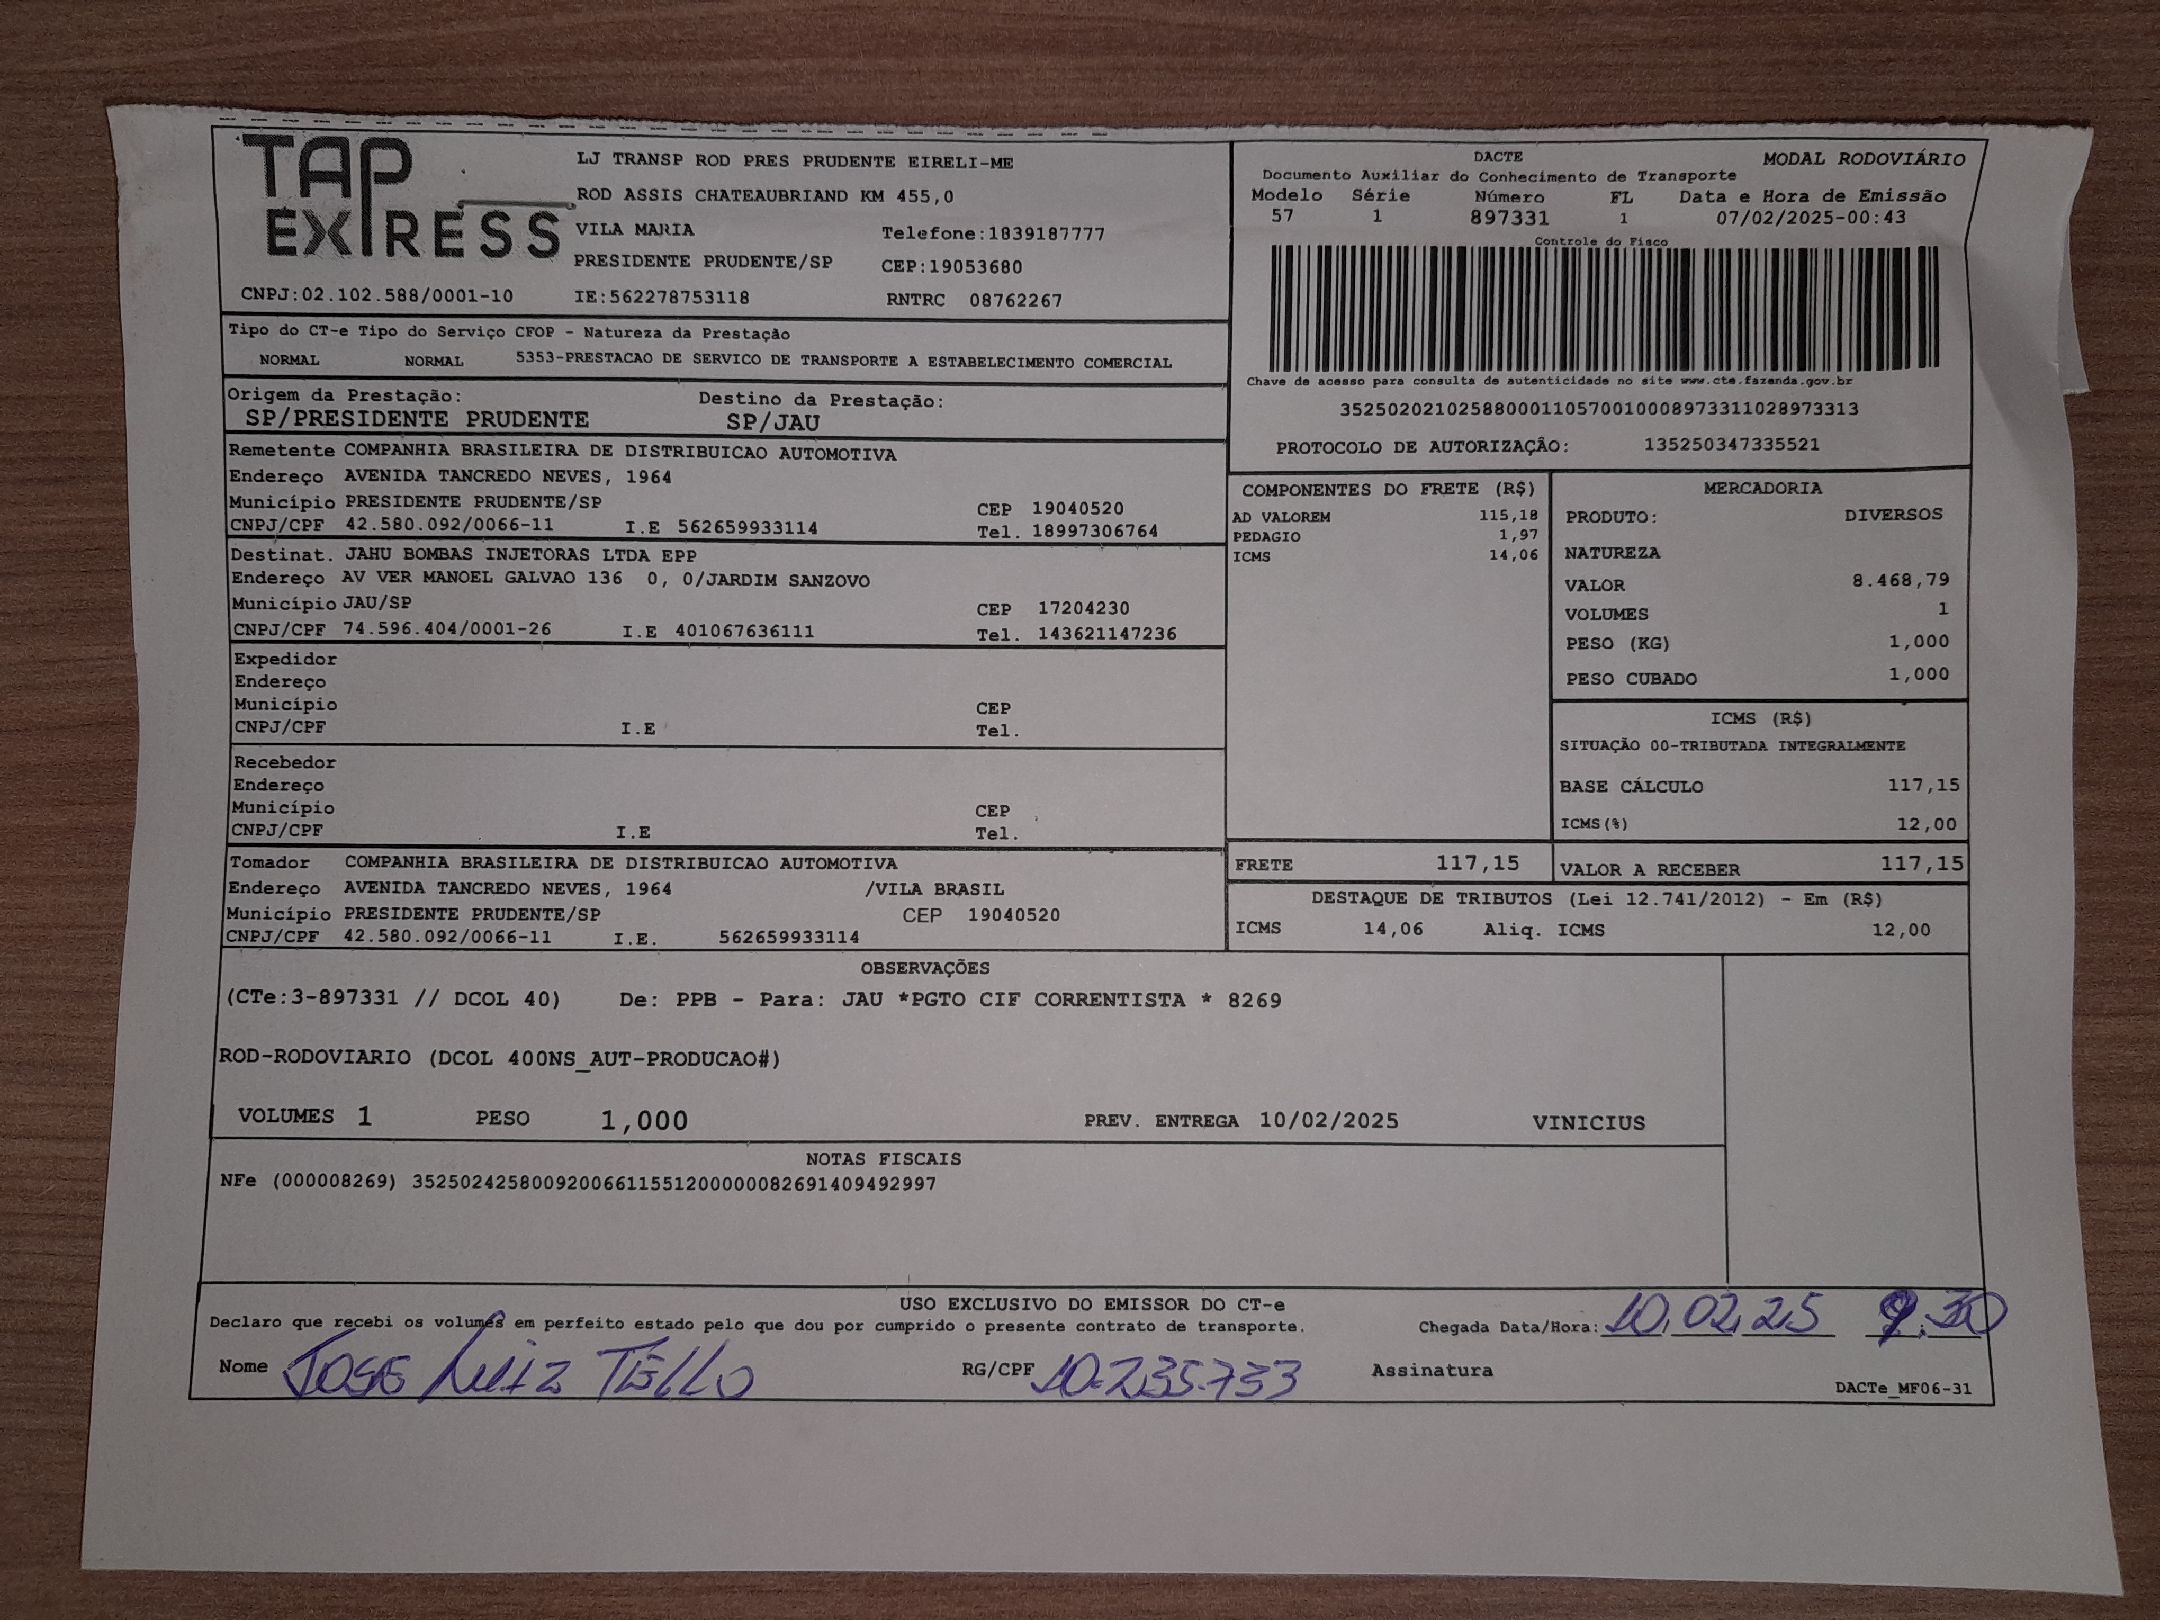 TAP EXPRESS
LJ TRANSP ROD PRES PRUDENTE EIRELI-ME
ROD ASSIS CHATEAUBRIAND KM 455,0
VILA MARIA Telefone:1839187777
PRESIDENTE PRUDENTE/SP CEP:19053680
CNPJ:02.102.588/0001-10 IE:562278753118 RNTRC 08762267
DACTE MODAL RODOVIÁRIO
Documento Auxiliar do Conhecimento de Transporte
Modelo Série Número FL Data e Hora de Emissão
57 1 897331 1 07/02/2025-00:43
Controle do Fisco
Chave de acesso para consulta de autenticidade no site www.cte.fazenda.gov.br
35250202102588000110570010008973311028973313
PROTOCOLO DE AUTORIZAÇÃO: 135250347335521
Tipo do CT-e Tipo do Serviço CFOP - Natureza da Prestação
NORMAL NORMAL 5353-PRESTACAO DE SERVICO DE TRANSPORTE A ESTABELECIMENTO COMERCIAL
Origem da Prestação: Destino da Prestação:
SP/PRESIDENTE PRUDENTE SP/JAU
Remetente COMPANHIA BRASILEIRA DE DISTRIBUICAO AUTOMOTIVA
Endereço AVENIDA TANCREDO NEVES, 1964
Município PRESIDENTE PRUDENTE/SP CEP 19040520
CNPJ/CPF 42.580.092/0066-11 I.E 562659933114 Tel. 18997306764
Destinat. JAHU BOMBAS INJETORAS LTDA EPP
Endereço AV VER MANOEL GALVAO 136 0, 0/JARDIM SANZOVO
Município JAU/SP CEP 17204230
CNPJ/CPF 74.596.404/0001-26 I.E 401067636111 Tel. 143621147236
Expedidor
Endereço
Município CEP
CNPJ/CPF I.E Tel.
Recebedor
Endereço
Município CEP
CNPJ/CPF I.E Tel.
Tomador COMPANHIA BRASILEIRA DE DISTRIBUICAO AUTOMOTIVA
Endereço AVENIDA TANCREDO NEVES, 1964 /VILA BRASIL
Município PRESIDENTE PRUDENTE/SP CEP 19040520
CNPJ/CPF 42.580.092/0066-11 I.E. 562659933114
COMPONENTES DO FRETE (R$)
AD VALOREM 115,18
PEDAGIO 1,97
ICMS 14,06
MERCADORIA
PRODUTO: DIVERSOS
NATUREZA
VALOR 8.468,79
VOLUMES 1
PESO (KG) 1,000
PESO CUBADO 1,000
ICMS (R$)
SITUAÇÃO 00-TRIBUTADA INTEGRALMENTE
BASE CÁLCULO 117,15
ICMS(%) 12,00
FRETE 117,15 VALOR A RECEBER 117,15
DESTAQUE DE TRIBUTOS (Lei 12.741/2012) - Em (R$)
ICMS 14,06 Aliq. ICMS 12,00
OBSERVAÇÕES
(CTe:3-897331 // DCOL 40) De: PPB - Para: JAU *PGTO CIF CORRENTISTA * 8269
ROD-RODOVIARIO (DCOL 400NS_AUT-PRODUCAO#)
VOLUMES 1 PESO 1,000 PREV. ENTREGA 10/02/2025 VINICIUS
NOTAS FISCAIS
NFe (000008269) 35250242580092006611551200000082691409492997
USO EXCLUSIVO DO EMISSOR DO CT-e
Declaro que recebi os volumes em perfeito estado pelo que dou por cumprido o presente contrato de transporte. Chegada Data/Hora: 10.02.25 9:30
Nome JOSE LUIZ TELLO RG/CPF 10.235.733 Assinatura
DACTe_MF06-31